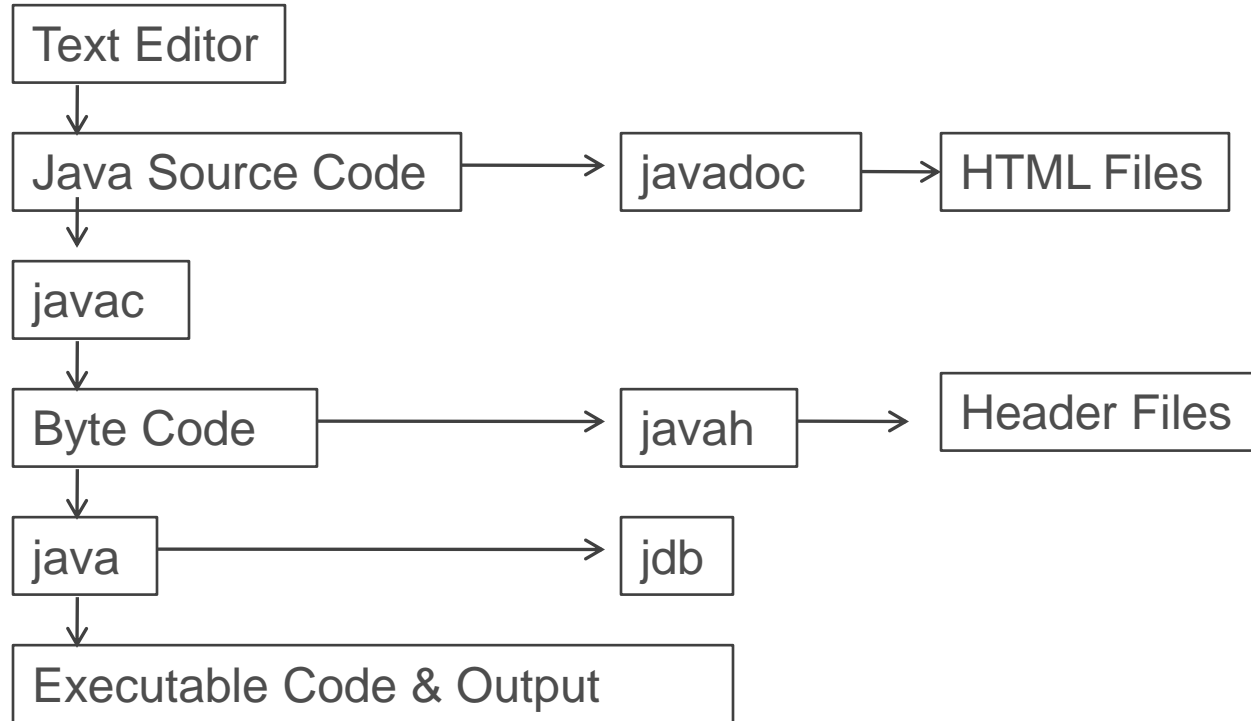 Text Editor
Java Source Code
javadoc
HTML Files
javac
Byte Code
javah
Header Files
java
jdb
Executable Code & Output